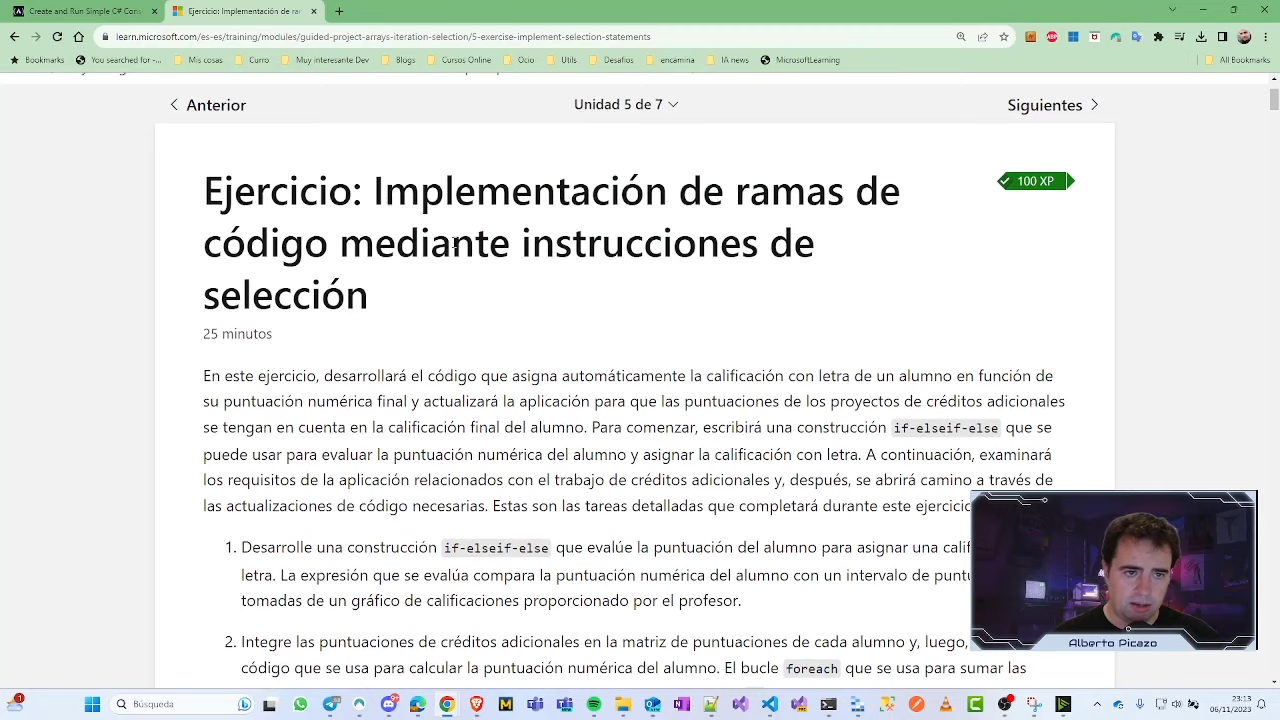 Create and Run Simple C# Con
Ejercicio: Implementación de ra
learn.microsoft.com/es-es/training/modules/guided-project-arrays-iteration-selection/5-exercise-implement-selection-statements
Bookmarks
You searched for -...
Mis cosas
Curro
Muy interesante Dev
Blogs
Cursos Online
Ocio
Utils
Desafios
encamina
IA news
MicrosoftLearning
All Bookmarks
Anterior
Unidad 5 de 7
Siguientes
Ejercicio: Implementación de ramas de
100 XP
código mediante instrucciones de
selección
25 minutos
En este ejercicio, desarrollará el código que asigna automáticamente la calificación con letra de un alumno en función de
su puntuación numérica final y actualizará la aplicación para que las puntuaciones de los proyectos de créditos adicionales
se tengan en cuenta en la calificación final del alumno. Para comenzar, escribirá una construcción if-elseif-else que se
puede usar para evaluar la puntuación numérica del alumno y asignar la calificación con letra. A continuación, examinará
los requisitos de la aplicación relacionados con el trabajo de créditos adicionales y, después, se abrirá camino a través de
las actualizaciones de código necesarias. Estas son las tareas detalladas que completará durante este ejercic
1. Desarrolle una construcción if-elseif-else que evalúe la puntuación del alumno para asignar una calif
letra. La expresión que se evalúa compara la puntuación numérica del alumno con un intervalo de puntu
tomadas de un gráfico de calificaciones proporcionado por el profesor.
2. Integre las puntuaciones de créditos adicionales en la matriz de puntuaciones de cada alumno y, luego,
código que se usa para calcular la puntuación numérica del alumno. El bucle foreach que se usa para sumar las
Alberto Picazo
Búsqueda
23:13
06/11/2023